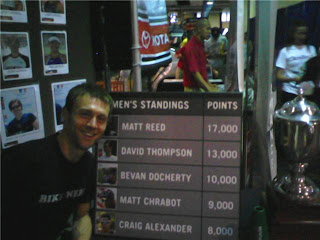 TOYOTA
MEN'S STANDINGS POINTS
MATT REED 17,000
DAVID THOMPSON 13,000
BEVAN DOCHERTY 10,000
MATT CHRABOT 9,000
CRAIG ALEXANDER 8,000